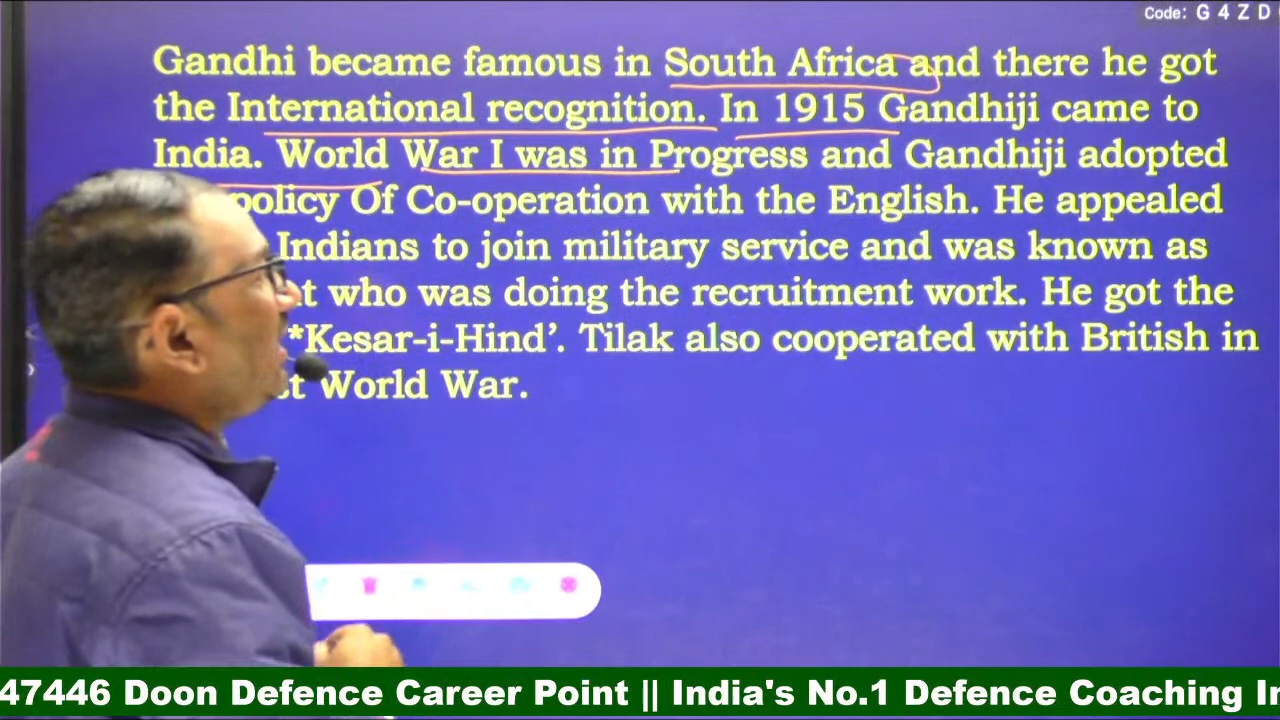 Code: G 4 Z D
Gandhi became famous in South Africa and there he got
the International recognition. In 1915 Gandhiji came to
India. World War I was in Progress and Gandhiji adopted
policy Of Co-operation with the English. He appealed
Indians to join military service and was known as
who was doing the recruitment work. He got the
*Kesar-i-Hind’. Tilak also cooperated with British in
World War.
47446 Doon Defence Career Point || India's No.1 Defence Coaching